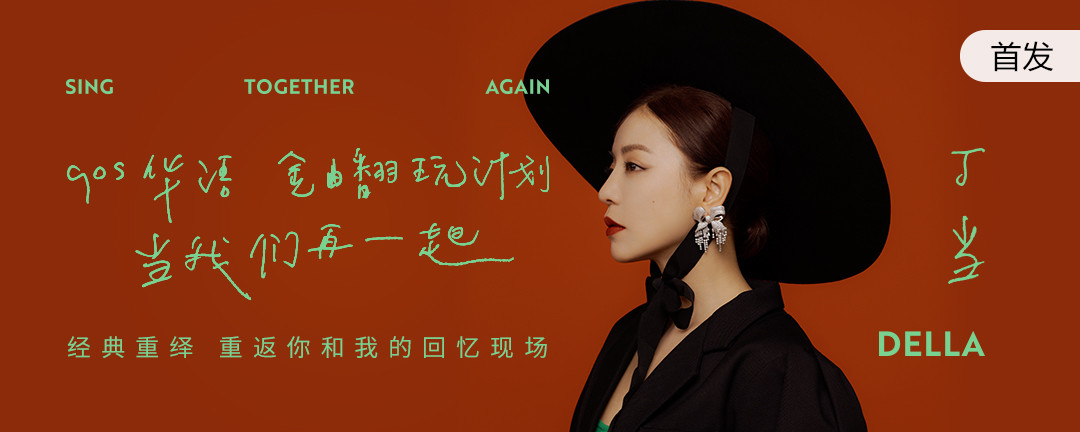 首发
SING TOGETHER AGAIN
90s华语 金曲翻玩计划
当我们再一起
经典重绎 重返你和我的回忆现场
丁
当
DELLA